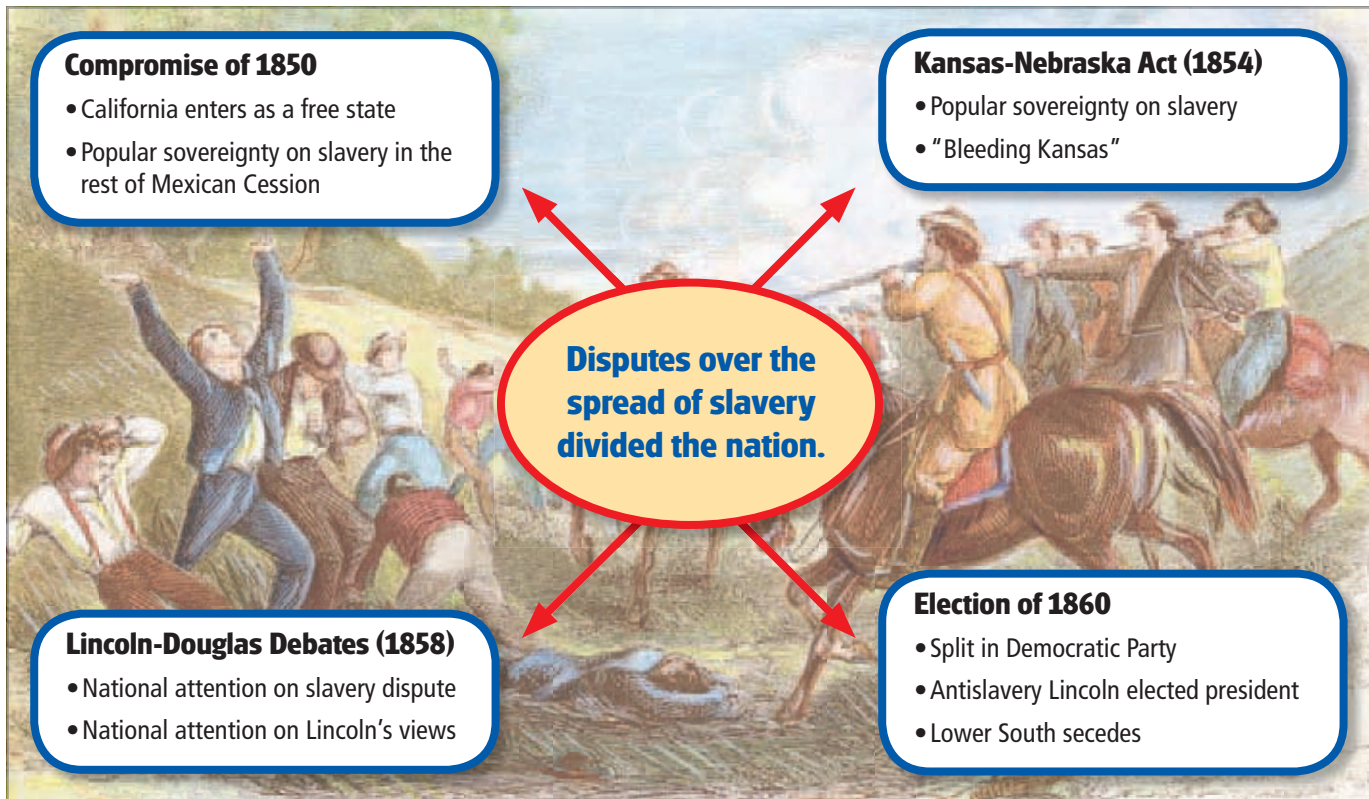 Compromise of 1850
• California enters as a free state
• Popular sovereignty on slavery in the
rest of Mexican Cession
Kansas-Nebraska Act (1854)
• Popular sovereignty on slavery
• “Bleeding Kansas”
Disputes over the
spread of slavery
divided the nation.
Lincoln-Douglas Debates (1858)
• National attention on slavery dispute
• National attention on Lincoln’s views
Election of 1860
• Split in Democratic Party
• Antislavery Lincoln elected president
• Lower South secedes